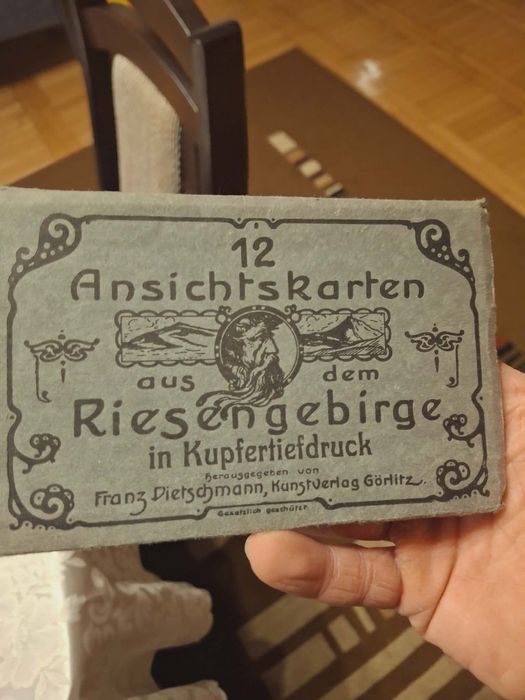 12
Ansichtskarten
aus dem
Riesengebirge
in Kupfertiefdruck
herausgegeben von
Franz Dietschmann, Kunstverlag Görlitz.
Gesetzlich geschützt